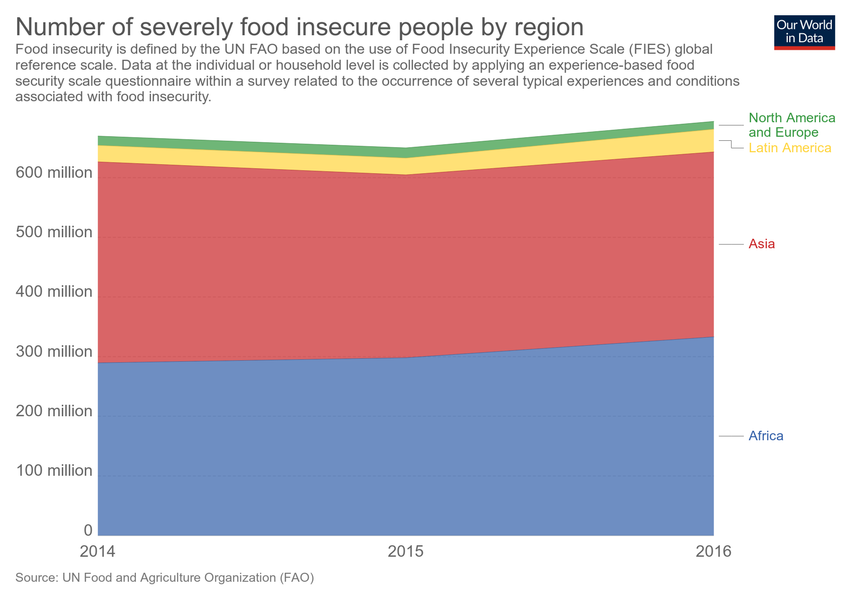 Number of severely food insecure people by region
Our World
in Data
Food insecurity is defined by the UN FAO based on the use of Food Insecurity Experience Scale (FIES) global
reference scale. Data at the individual or household level is collected by applying an experience-based food
security scale questionnaire within a survey related to the occurrence of several typical experiences and conditions
associated with food insecurity.
North America
and Europe
Latin America
600 million
500 million
Asia
400 million
300 million
200 million
Africa
100 million
0
2014
2015
2016
Source: UN Food and Agriculture Organization (FAO)